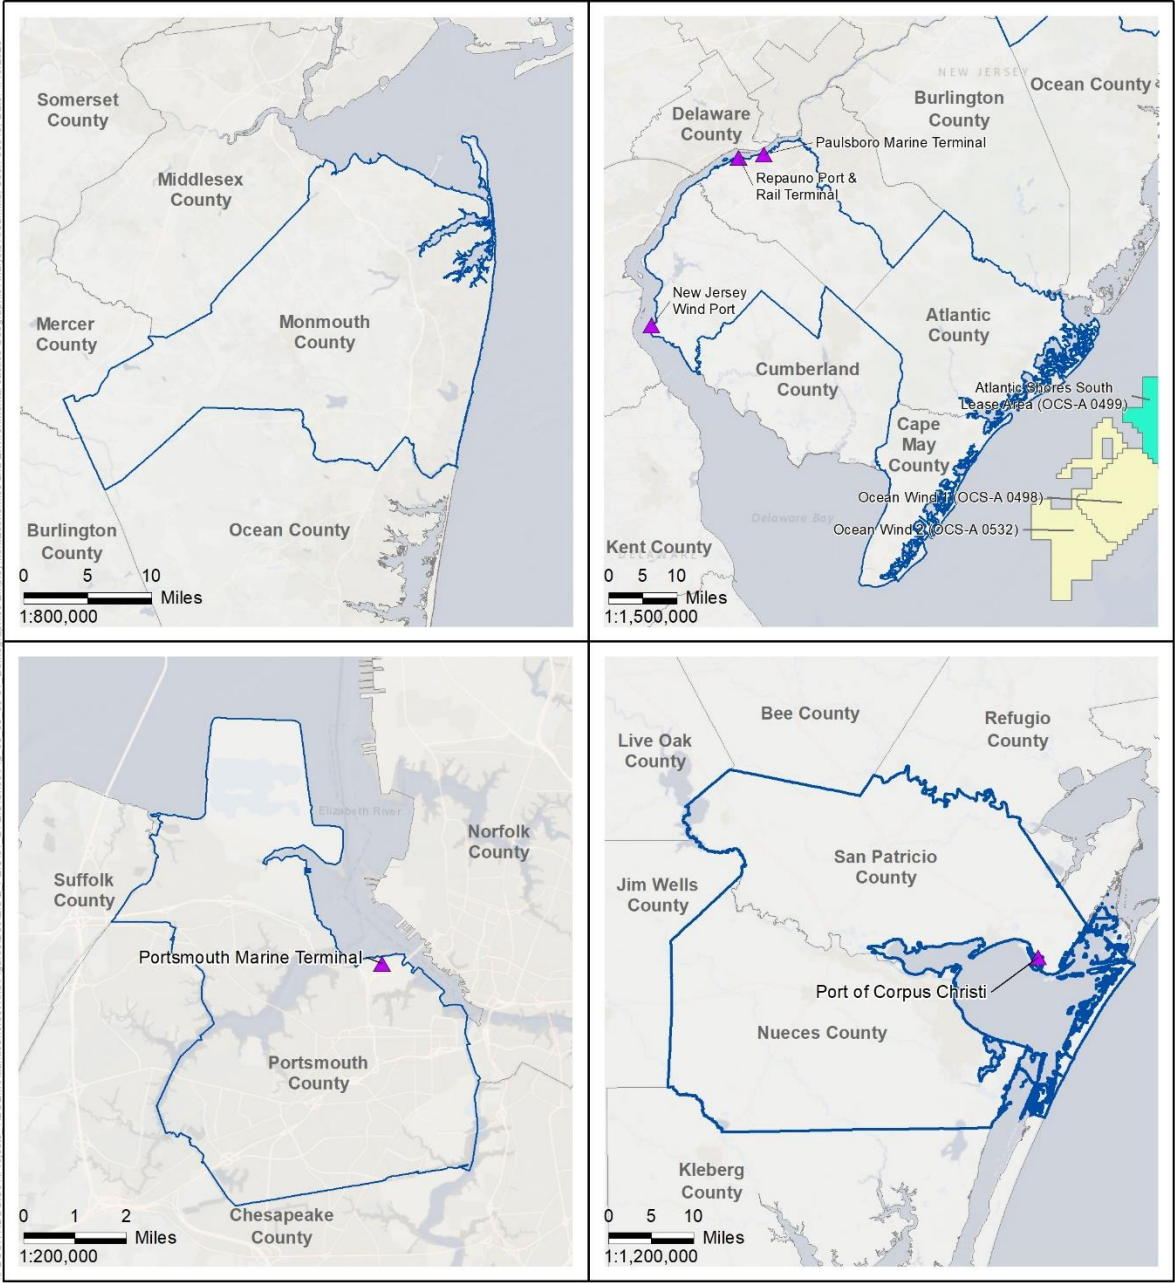 Somerset
County
Middlesex
County
Mercer
County
Monmouth
County
Burlington
County
Ocean County
0 5 10
Miles
1:800,000
NEW JERSEY
Ocean County
Burlington
County
Delaware
County
Paulsboro Marine Terminal
Repauno Port &
Rail Terminal
New Jersey
Wind Port
Atlantic
County
Cumberland
County
Atlantic Shores South
Lease Area (OCS-A 0499)
Cape
May
County
Ocean Wind 1 (OCS-A 0498)
Delaware Bay
Ocean Wind 2 (OCS-A 0532)
Kent County
DELAWARE
0 5 10
Miles
1:1,500,000
Elizabeth River
Norfolk
County
Suffolk
County
Portsmouth Marine Terminal
Portsmouth
County
Chesapeake
County
0 1 2
Miles
1:200,000
Bee County
Refugio
County
Live Oak
County
San Patricio
County
Jim Wells
County
Port of Corpus Christi
Nueces County
Kleberg
County
0 5 10
Miles
1:1,200,000